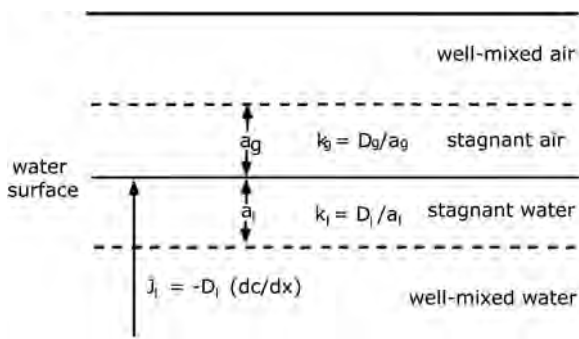 well-mixed air
a_g
k_g = D_g/a_g
stagnant air
water
surface
a_l
k_l = D_l/a_l
stagnant water
J_l = -D_l (dc/dx)
well-mixed water